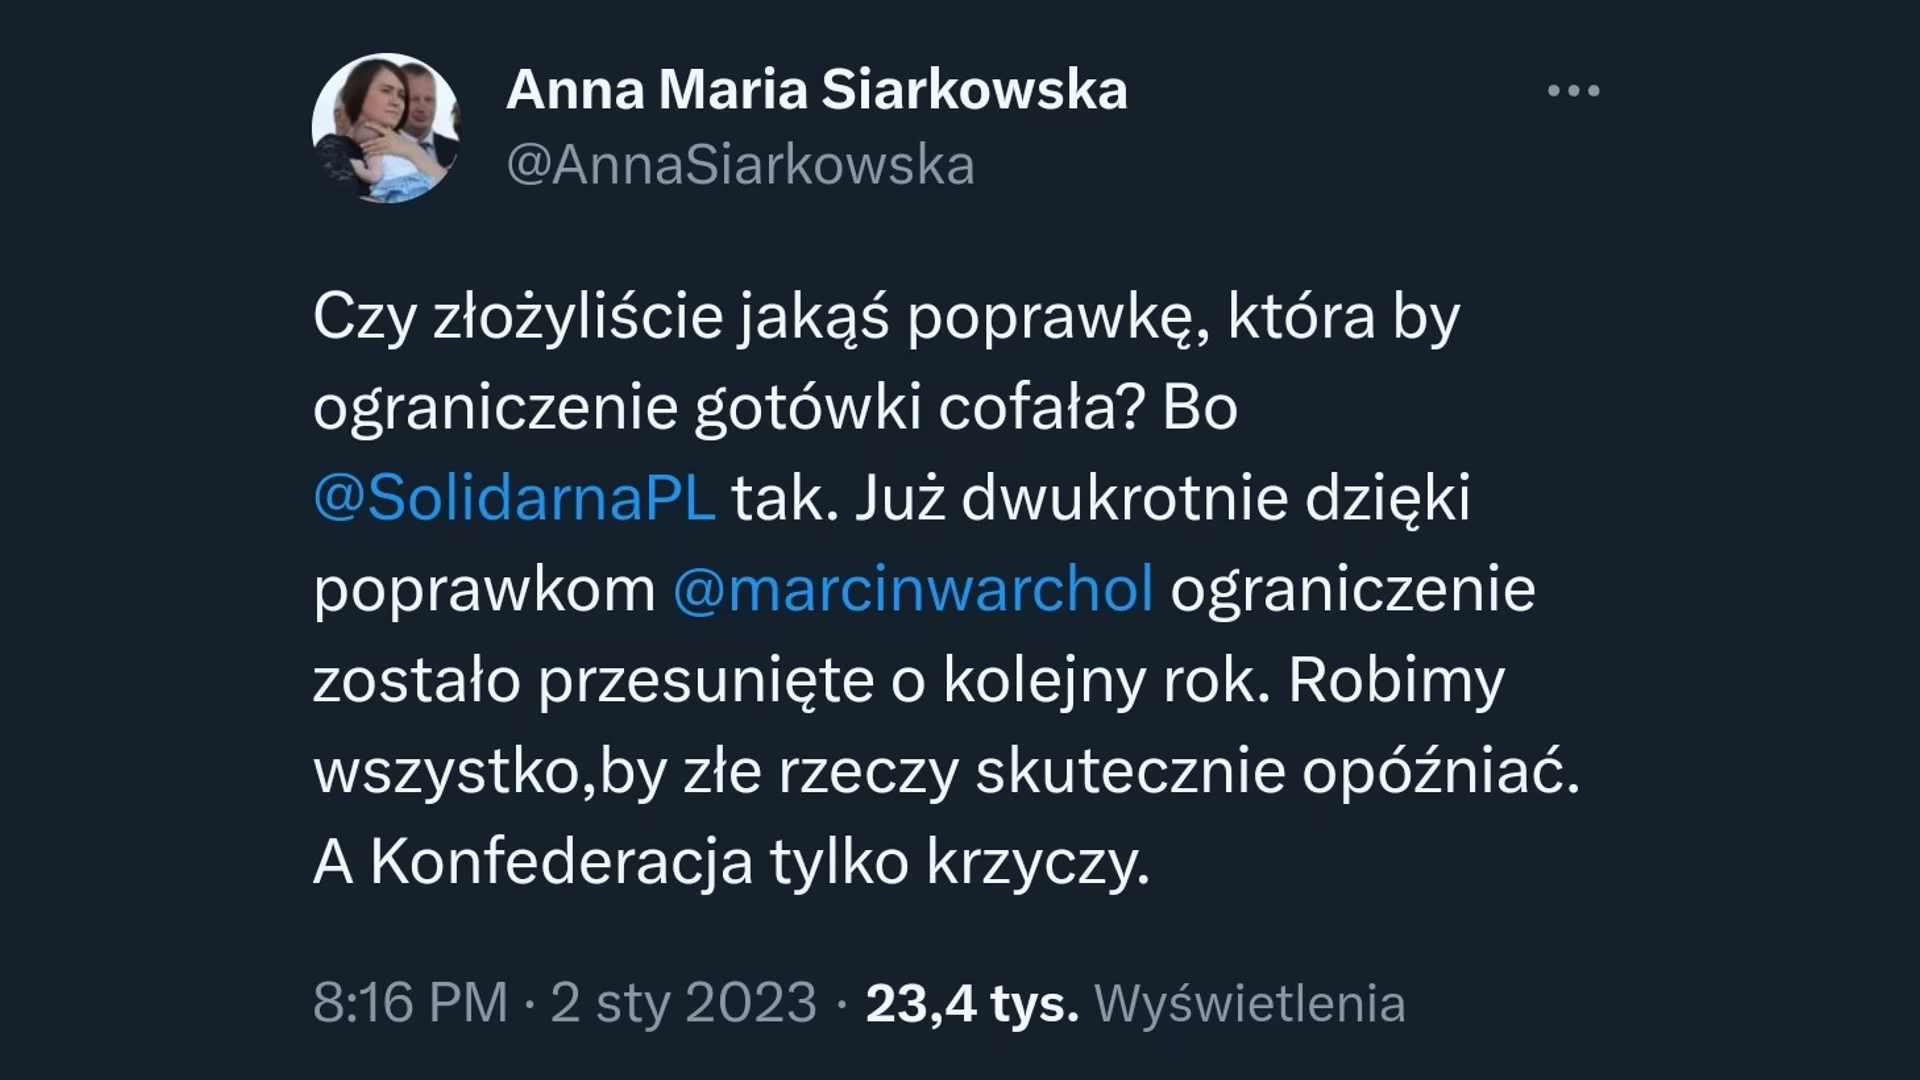 Anna Maria Siarkowska
@AnnaSiarkowska
Czy złożyliście jakąś poprawkę, która by
ograniczenie gotówki cofała? Bo
@SolidarnaPL tak. Już dwukrotnie dzięki
poprawkom @marcinwarchol ograniczenie
zostało przesunięte o kolejny rok. Robimy
wszystko,by złe rzeczy skutecznie opóźniać.
A Konfederacja tylko krzyczy.
8:16 PM · 2 sty 2023 · 23,4 tys. Wyświetlenia